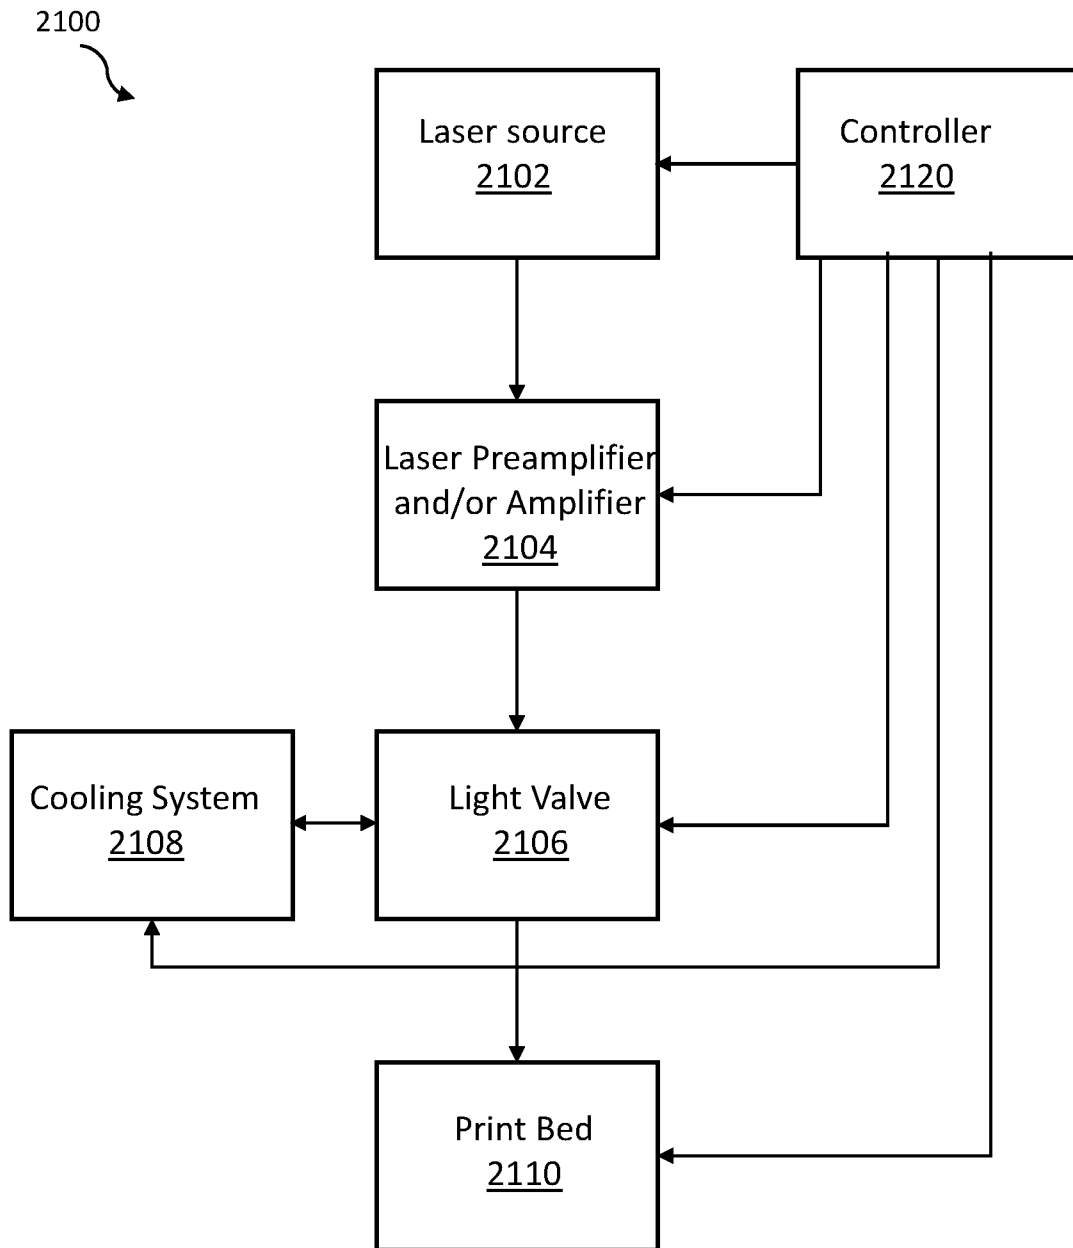 2100
Laser source
2102
Controller
2120
Laser Preamplifier
and/or Amplifier
2104
Cooling System
2108
Light Valve
2106
Print Bed
2110